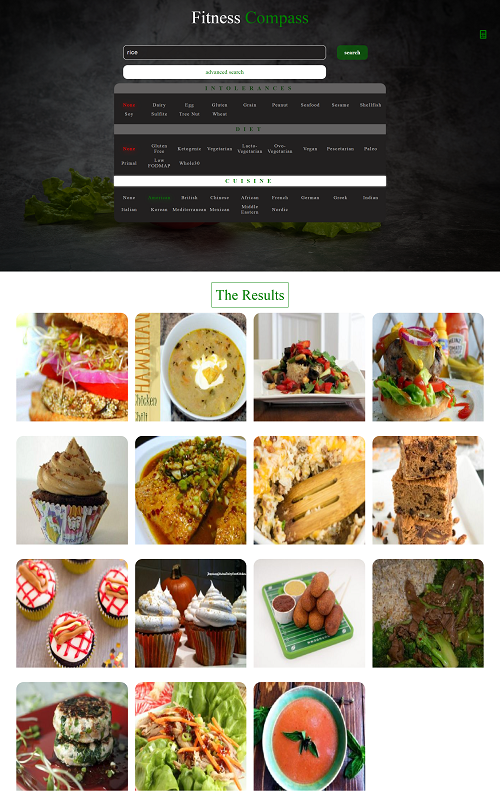 Fitness Compass
rice
search
advanced search
INTOLERANCES
None Dairy Egg Gluten Grain Peanut Seafood Sesame Shellfish
Soy Sulfite Tree Nut Wheat
DIET
None Gluten Free Ketogenic Vegetarian Lacto-Vegetarian Ovo-Vegetarian Vegan Pescetarian Paleo
Primal Low FODMAP Whole30
CUISINE
None American British Chinese African French German Greek Indian
Italian Korean Mediterranean Mexican Middle Eastern Nordic
The Results
HAWAIIAN
Chicken
Chili